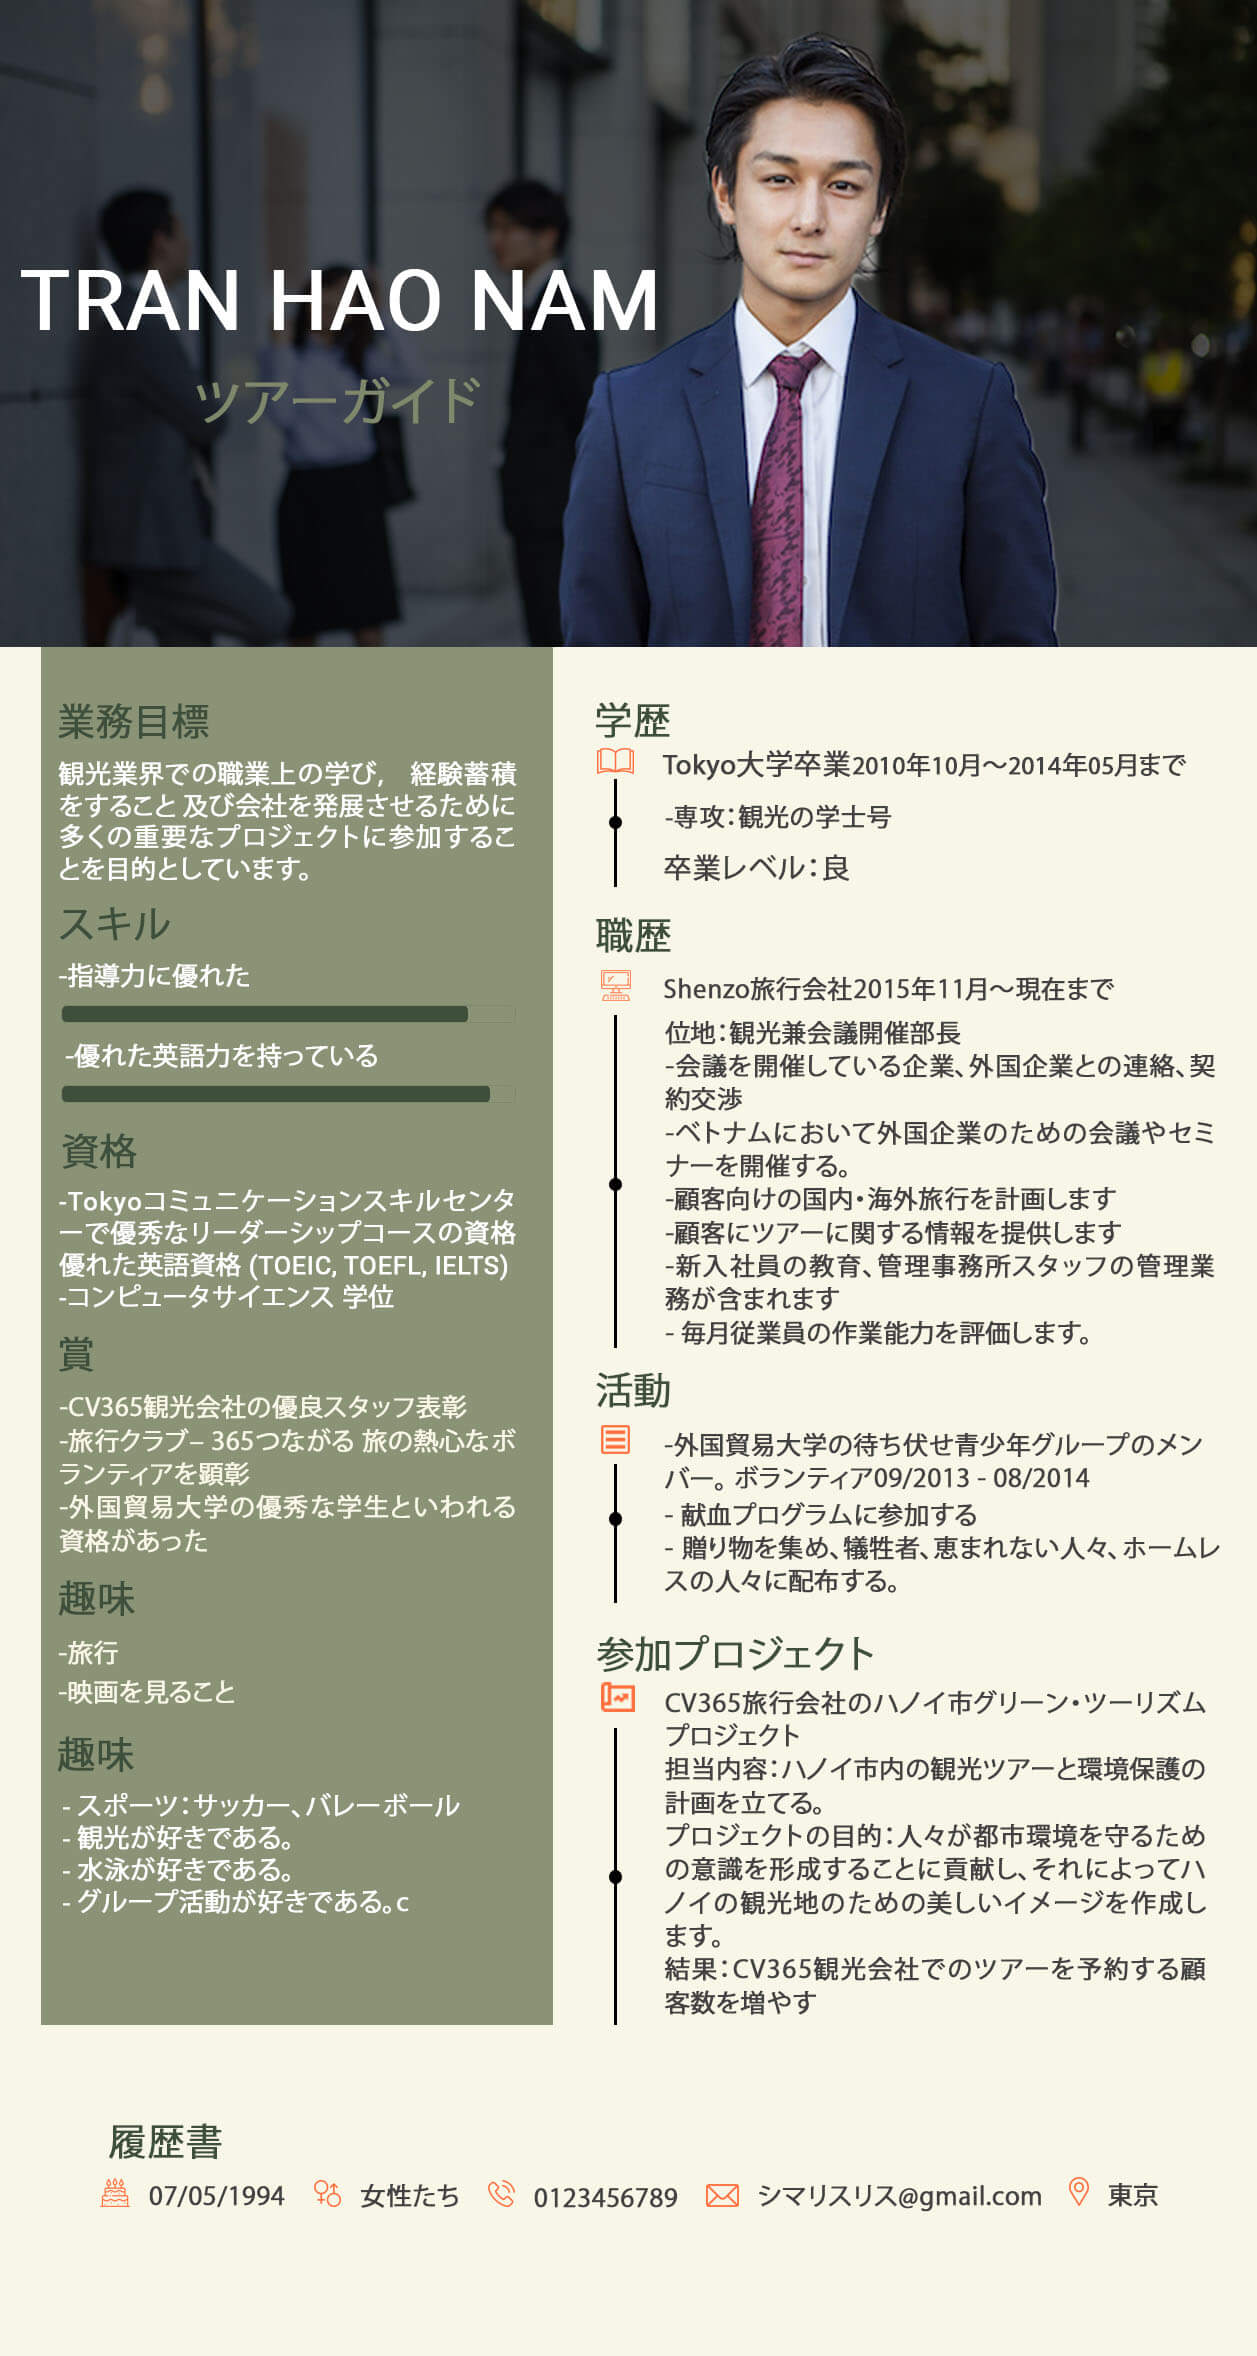 TRAN HAO NAM
ツアーガイド
業務目標
観光業界での職業上の学び, 経験蓄積
をすること 及び会社を発展させるために
多くの重要なプロジェクトに参加するこ
とを目的としています。
スキル
-指導力に優れた
-優れた英語力を持っている
資格
-Tokyoコミュニケーションスキルセンタ
ーで優秀なリーダーシップコースの資格
優れた英語資格 (TOEIC, TOEFL, IELTS)
-コンピュータサイエンス 学位
賞
-CV365観光会社の優良スタッフ表彰
-旅行クラブ– 365つながる 旅の熱心なボ
ランティアを顕彰
-外国貿易大学の優秀な学生といわれる
資格があった
趣味
-旅行
-映画を見ること
趣味
- スポーツ：サッカー、バレーボール
- 観光が好きである。
- 水泳が好きである。
- グループ活動が好きである。c
学歴
Tokyo大学卒業2010年10月～2014年05月まで
-専攻：観光の学士号
卒業レベル：良
職歴
Shenzo旅行会社2015年11月～現在まで
位地：観光兼会議開催部長
-会議を開催している企業、外国企業との連絡、契
約交渉
-ベトナムにおいて外国企業のための会議やセミ
ナーを開催する。
-顧客向けの国内・海外旅行を計画します
-顧客にツアーに関する情報を提供します
-新入社員の教育、管理事務所スタッフの管理業
務が含まれます
- 毎月従業員の作業能力を評価します。
活動
-外国貿易大学の待ち伏せ青少年グループのメン
バー。 ボランティア09/2013 - 08/2014
- 献血プログラムに参加する
- 贈り物を集め、犠牲者、恵まれない人々、ホームレ
スの人々に配布する。
参加プロジェクト
CV365旅行会社のハノイ市グリーン・ツーリズム
プロジェクト
担当内容：ハノイ市内の観光ツアーと環境保護の
計画を立てる。
プロジェクトの目的：人々が都市環境を守るため
の意識を形成することに貢献し、それによってハ
ノイの観光地のための美しいイメージを作成し
ます。
結果：CV365観光会社でのツアーを予約する顧
客数を増やす
履歴書
07/05/1994 女性たち 0123456789 シマリスリス@gmail.com 東京